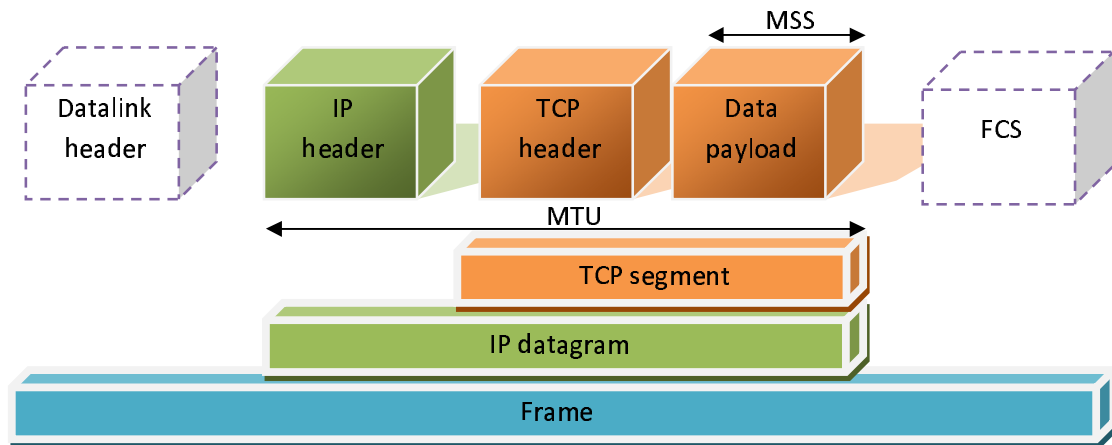 MSS
Datalink
header
IP
header
TCP
header
Data
payload
FCS
MTU
TCP segment
IP datagram
Frame